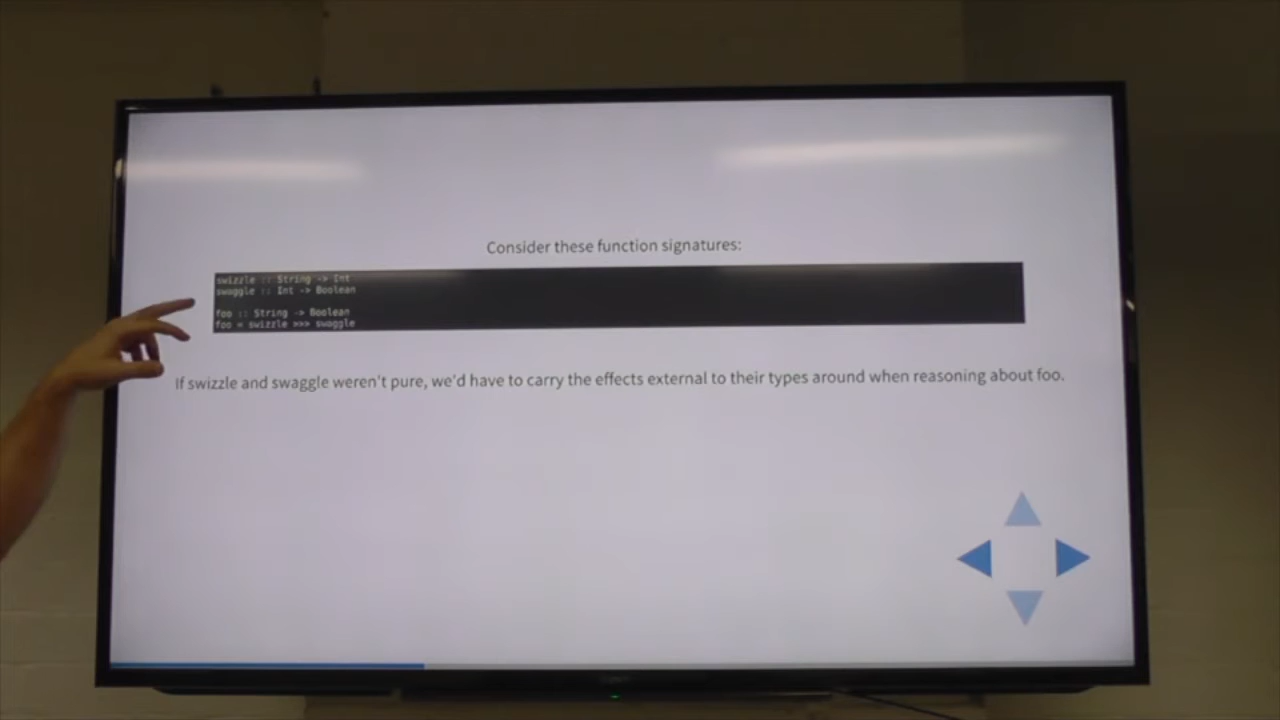 Consider these function signatures:
swizzle :: String -> Int
swaggle :: Int -> Boolean
foo :: String -> Boolean
foo = swizzle >>> swaggle
If swizzle and swaggle weren't pure, we'd have to carry the effects external to their types around when reasoning about foo.